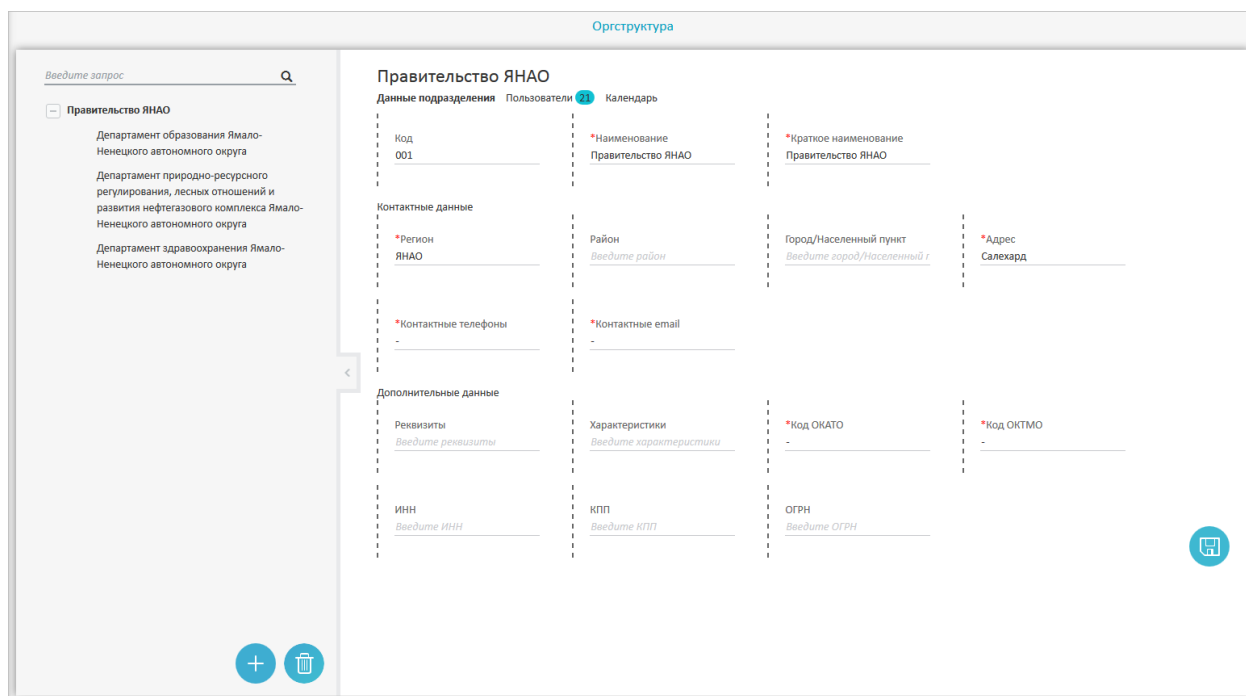 Оргструктура
Введите запрос
Правительство ЯНАО
Департамент образования Ямало-
Ненецкого автономного округа
Департамент природно-ресурсного
регулирования, лесных отношений и
развития нефтегазового комплекса Ямало-
Ненецкого автономного округа
Департамент здравоохранения Ямало-
Ненецкого автономного округа
Правительство ЯНАО
Данные подразделения Пользователи 21 Календарь
Код *Наименование *Краткое наименование
001 Правительство ЯНАО Правительство ЯНАО
Контактные данные
*Регион Район Город/Населенный пункт *Адрес
ЯНАО Введите район Введите город/Населенный г Салехард
*Контактные телефоны *Контактные email
- -
Дополнительные данные
Реквизиты Характеристики *Код ОКАТО *Код ОКТМО
Введите реквизиты Введите характеристики - -
ИНН КПП ОГРН
Введите ИНН Введите КПП Введите ОГРН